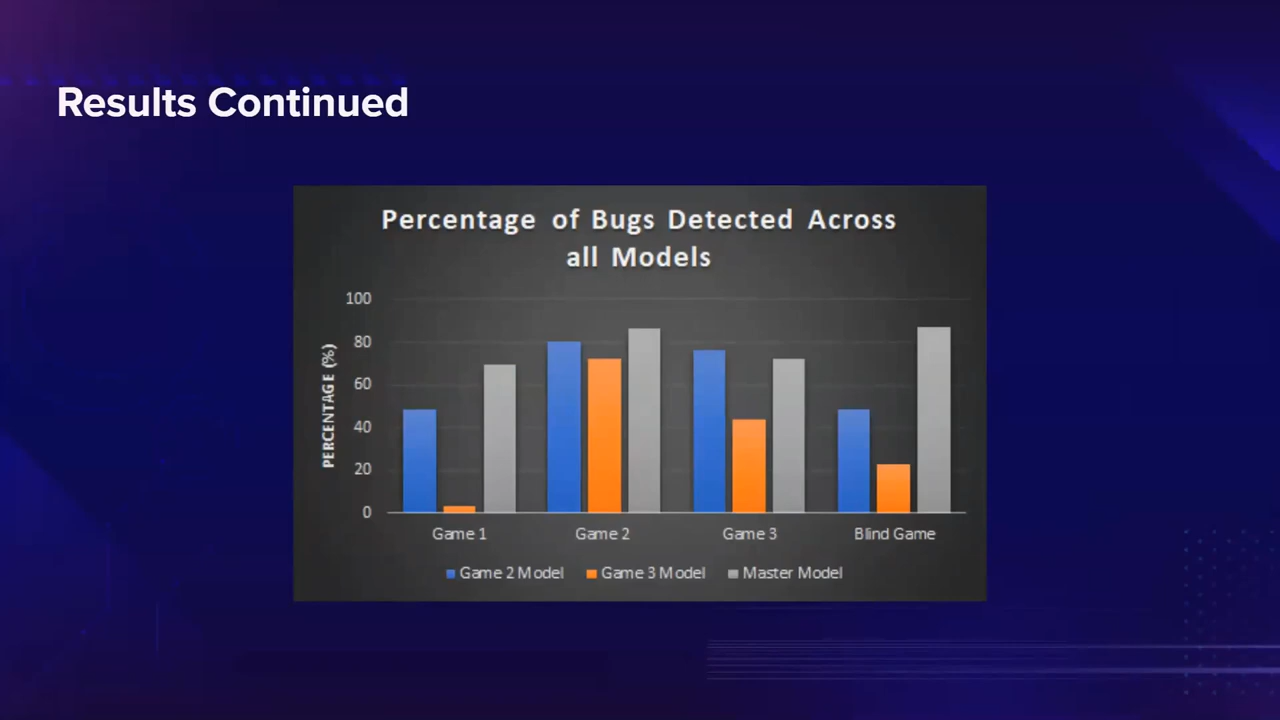 Results Continued
Percentage of Bugs Detected Across
all Models
PERCENTAGE (%)
100
80
60
40
20
0
Game 1
Game 2
Game 3
Blind Game
Game 2 Model
Game 3 Model
Master Model